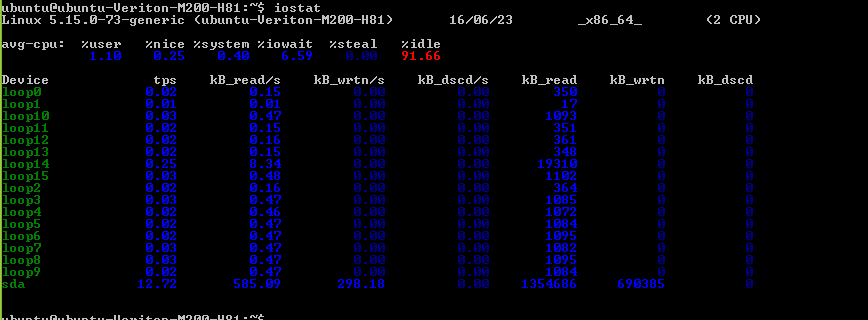 ubuntu@ubuntu-Veriton-M200-H81:~$ iostat
Linux 5.15.0-73-generic (ubuntu-Veriton-M200-H81) 16/06/23 _x86_64_ (2 CPU)
avg-cpu: %user %nice %system %iowait %steal %idle
1.10 0.25 0.40 6.59 0.00 91.66
Device tps kB_read/s kB_wrtn/s kB_dscd/s kB_read kB_wrtn kB_dscd
loop0 0.02 0.15 0.00 0.00 350 0 0
loop1 0.01 0.01 0.00 0.00 17 0 0
loop10 0.03 0.47 0.00 0.00 1093 0 0
loop11 0.02 0.15 0.00 0.00 351 0 0
loop12 0.02 0.16 0.00 0.00 361 0 0
loop13 0.02 0.15 0.00 0.00 348 0 0
loop14 0.25 8.34 0.00 0.00 19310 0 0
loop15 0.03 0.48 0.00 0.00 1102 0 0
loop2 0.02 0.16 0.00 0.00 364 0 0
loop3 0.03 0.47 0.00 0.00 1085 0 0
loop4 0.02 0.46 0.00 0.00 1072 0 0
loop5 0.02 0.47 0.00 0.00 1084 0 0
loop6 0.02 0.47 0.00 0.00 1095 0 0
loop7 0.03 0.47 0.00 0.00 1082 0 0
loop8 0.03 0.47 0.00 0.00 1095 0 0
loop9 0.02 0.47 0.00 0.00 1084 0 0
sda 12.72 585.09 298.18 0.00 1354686 690385 0
ubuntu@ubuntu-Veriton-M200-H81:~$